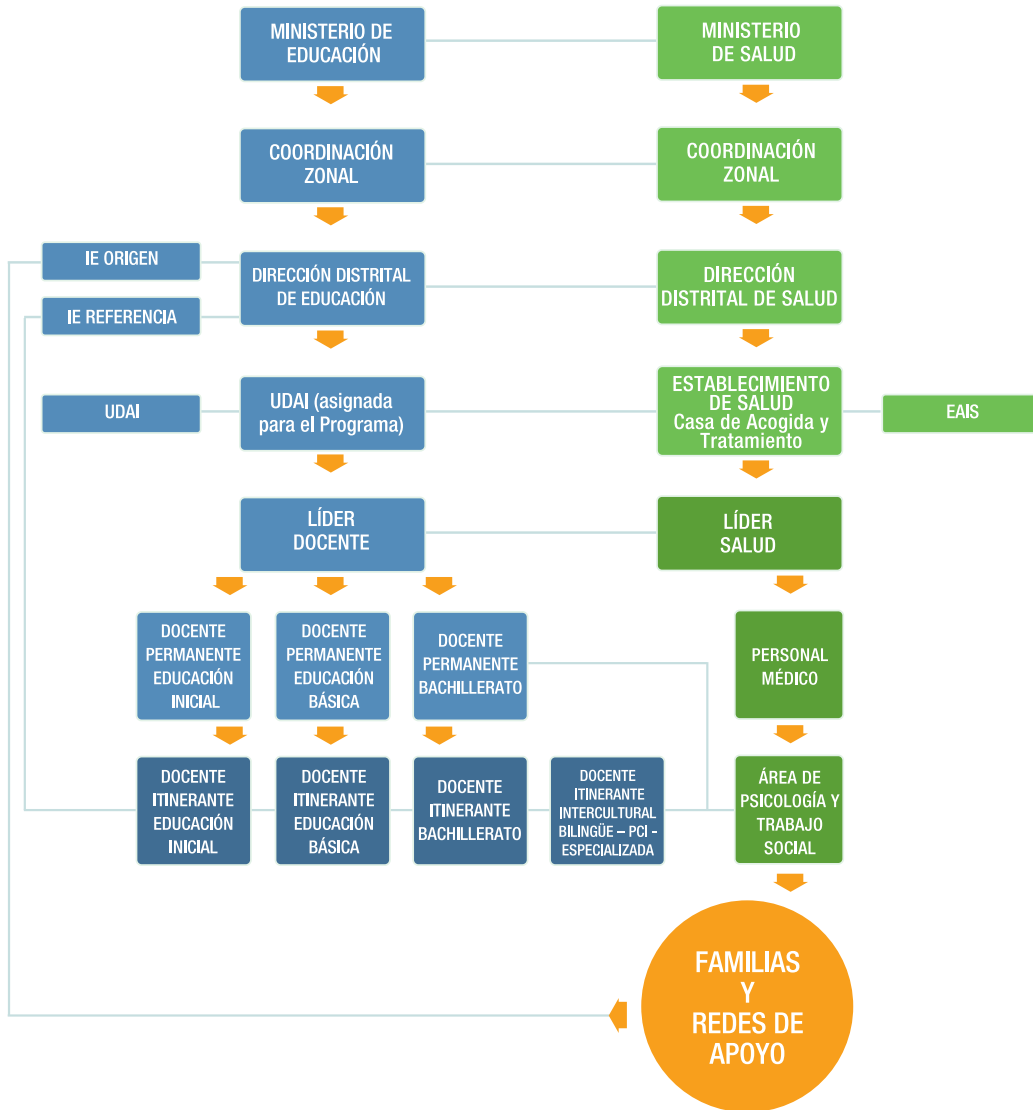 MINISTERIO DE
EDUCACIÓN
MINISTERIO
DE SALUD
COORDINACIÓN
ZONAL
COORDINACIÓN
ZONAL
IE ORIGEN
IE REFERENCIA
DIRECCIÓN DISTRITAL
DE EDUCACIÓN
DIRECCIÓN
DISTRITAL DE SALUD
UDAI
UDAI (asignada
para el Programa)
ESTABLECIMIENTO
DE SALUD
Casa de Acogida y
Tratamiento
EAIS
LÍDER
DOCENTE
LÍDER
SALUD
DOCENTE
PERMANENTE
EDUCACIÓN
INICIAL
DOCENTE
PERMANENTE
EDUCACIÓN
BÁSICA
DOCENTE
PERMANENTE
BACHILLERATO
PERSONAL
MÉDICO
DOCENTE
ITINERANTE
EDUCACIÓN
INICIAL
DOCENTE
ITINERANTE
EDUCACIÓN
BÁSICA
DOCENTE
ITINERANTE
BACHILLERATO
DOCENTE
ITINERANTE
INTERCULTURAL
BILINGÜE – PCI -
ESPECIALIZADA
ÁREA DE
PSICOLOGÍA Y
TRABAJO
SOCIAL
FAMILIAS
Y
REDES DE
APOYO